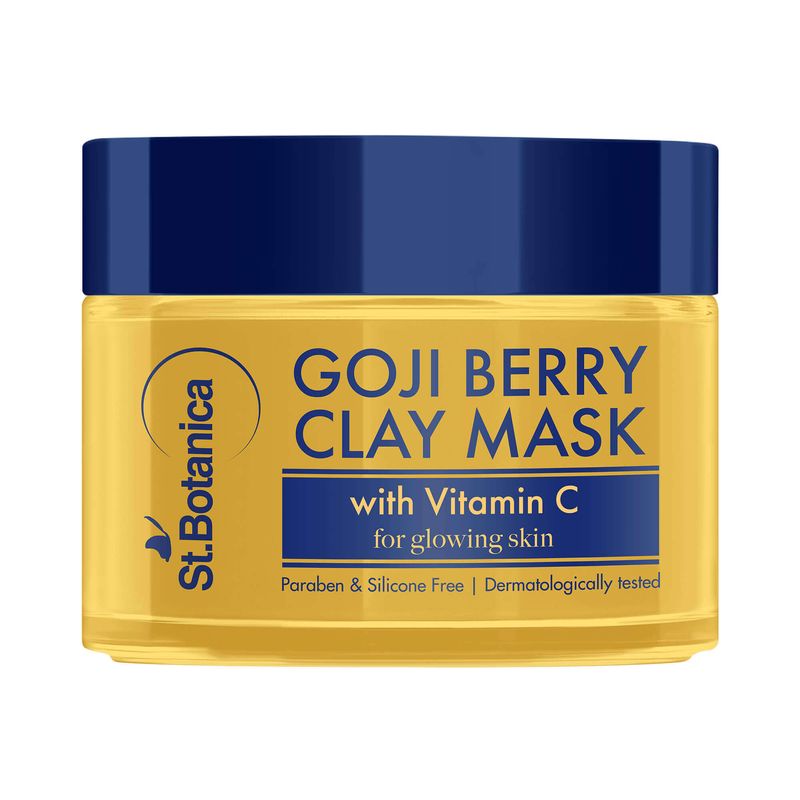 St.Botanica
GOJI BERRY
CLAY MASK
with Vitamin C
for glowing skin
Paraben & Silicone Free | Dermatologically tested